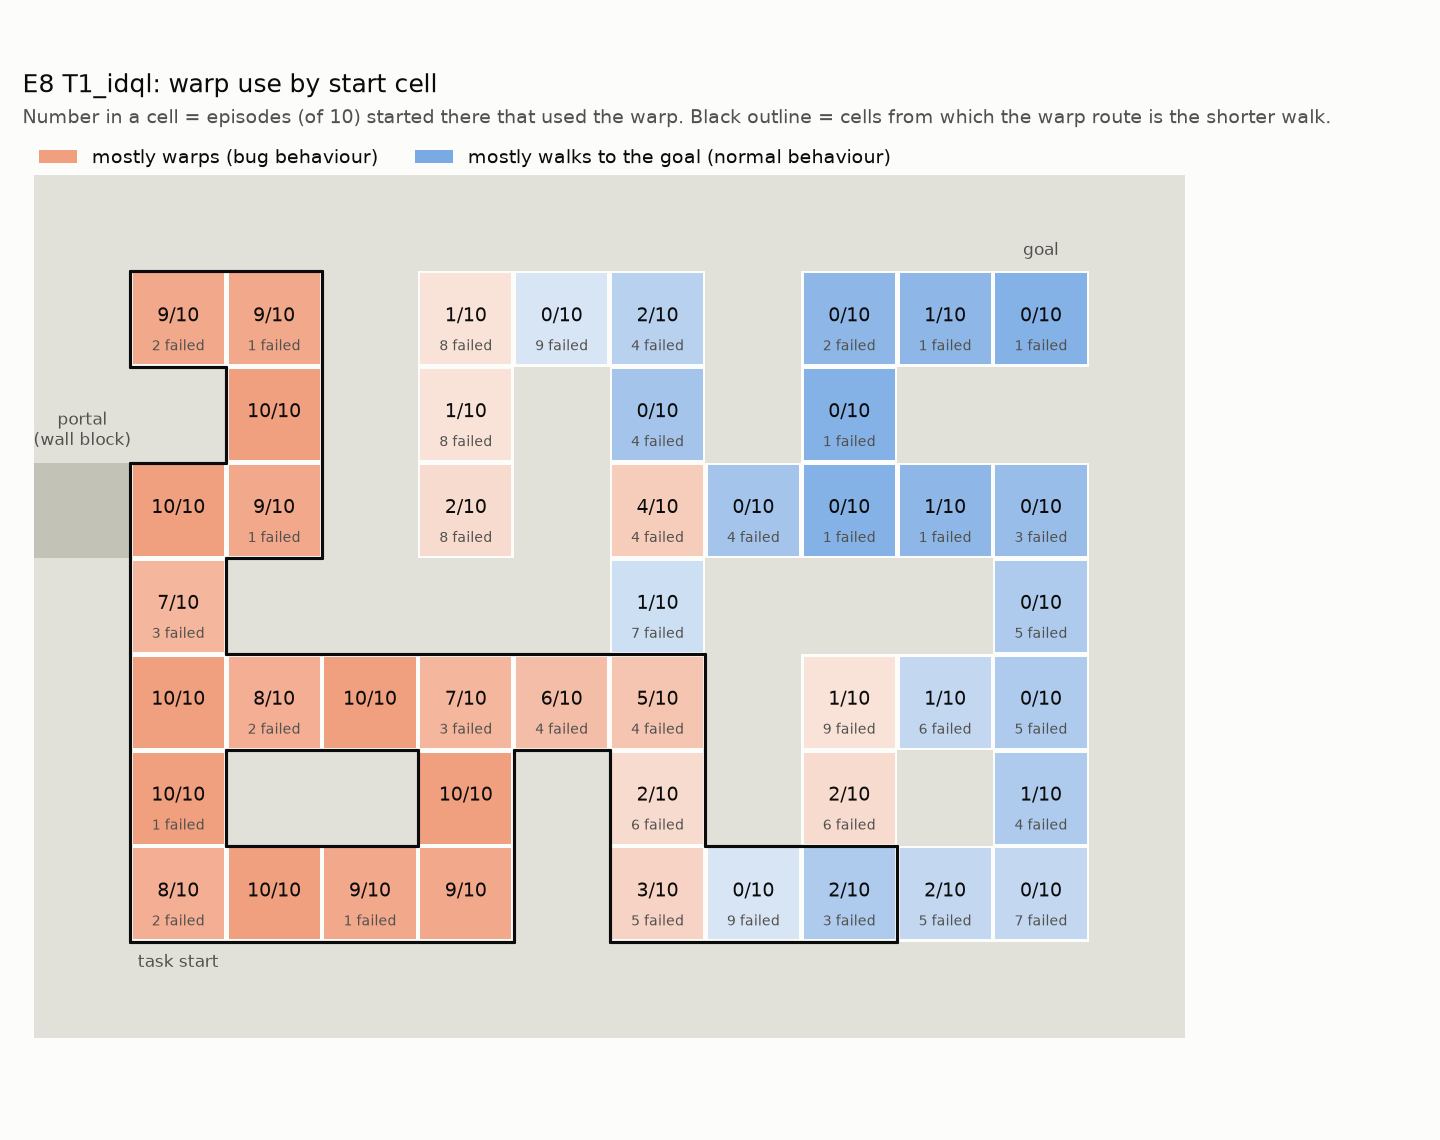 E8 T1_idql: warp use by start cell
Number in a cell = episodes (of 10) started there that used the warp. Black outline = cells from which the warp route is the shorter walk.
mostly warps (bug behaviour) mostly walks to the goal (normal behaviour)
goal
9/10 9/10 1/10 0/10 2/10 0/10 1/10 0/10
2 failed 1 failed 8 failed 9 failed 4 failed 2 failed 1 failed 1 failed
10/10 1/10 0/10 0/10
8 failed 4 failed 1 failed
portal
(wall block)
10/10 9/10 2/10 4/10 0/10 0/10 1/10 0/10
1 failed 8 failed 4 failed 4 failed 1 failed 1 failed 3 failed
7/10 1/10 0/10
3 failed 7 failed 5 failed
10/10 8/10 10/10 7/10 6/10 5/10 1/10 1/10 0/10
2 failed 3 failed 4 failed 4 failed 9 failed 6 failed 5 failed
10/10 10/10 2/10 2/10 1/10
1 failed 6 failed 6 failed 4 failed
8/10 10/10 9/10 9/10 3/10 0/10 2/10 2/10 0/10
2 failed 1 failed 5 failed 9 failed 3 failed 5 failed 7 failed
task start